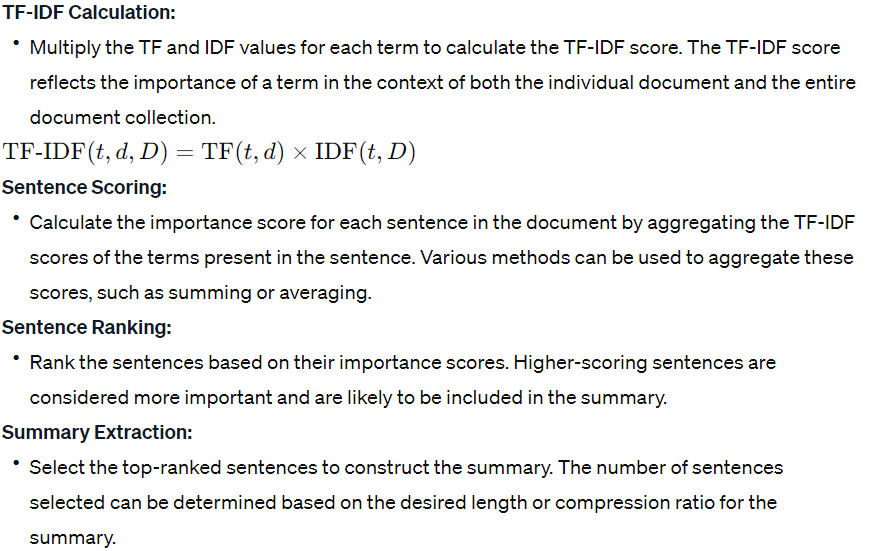 TF-IDF Calculation:
• Multiply the TF and IDF values for each term to calculate the TF-IDF score. The TF-IDF score
reflects the importance of a term in the context of both the individual document and the entire
document collection.
TF-IDF(t, d, D) = TF(t, d) × IDF(t, D)
Sentence Scoring:
• Calculate the importance score for each sentence in the document by aggregating the TF-IDF
scores of the terms present in the sentence. Various methods can be used to aggregate these
scores, such as summing or averaging.
Sentence Ranking:
• Rank the sentences based on their importance scores. Higher-scoring sentences are
considered more important and are likely to be included in the summary.
Summary Extraction:
• Select the top-ranked sentences to construct the summary. The number of sentences
selected can be determined based on the desired length or compression ratio for the
summary.